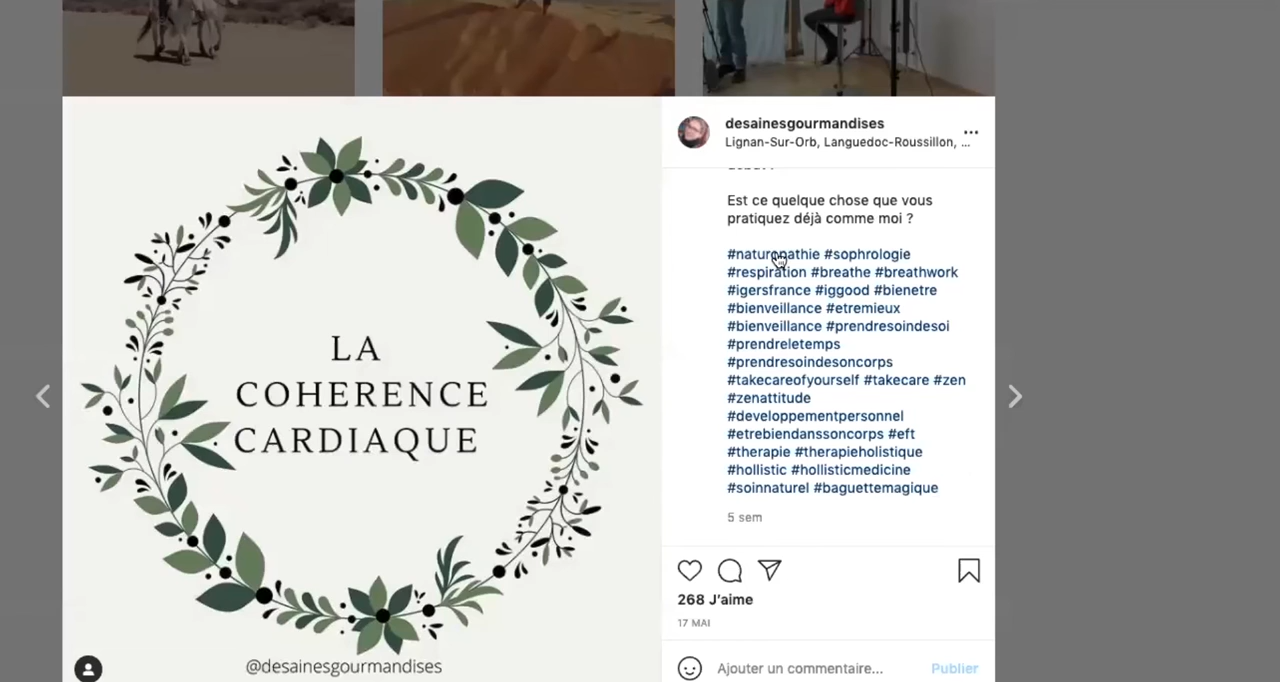 LA
COHERENCE
CARDIAQUE
@desainesgourmandises
desainesgourmandises
Lignan-Sur-Orb, Languedoc-Roussillon, ...
Est ce quelque chose que vous
pratiquez déjà comme moi ?
#naturopathie #sophrologie
#respiration #breathe #breathwork
#igersfrance #iggood #bienetre
#bienveillance #etremieux
#bienveillance #prendresoindesoi
#prendreletemps
#prendresoindesoncorps
#takecareofyourself #takecare #zen
#zenattitude
#developpementpersonnel
#etrebiendanssoncorps #eft
#therapie #therapieholistique
#hollistic #hollisticmedicine
#soinnaturel #baguettemagique
5 sem
268 J'aime
17 MAI
Ajouter un commentaire... Publier